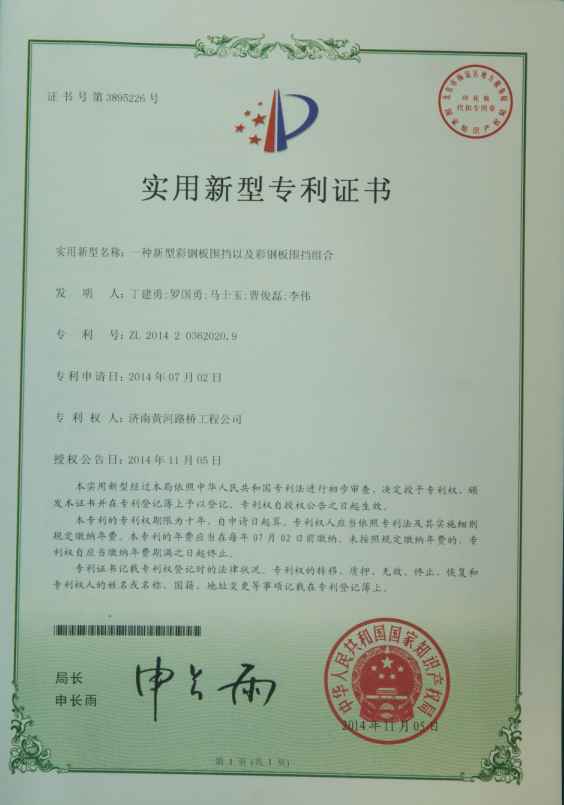 证书号第3895226号
实用新型专利证书
实用新型名称：一种新型彩钢板围挡以及彩钢板围挡组合
发明人：丁建勇;罗国勇;马士玉;曹俊磊;李伟
专利号：ZL 2014 2 0362020.9
专利申请日：2014年07月02日
专利权人：济南黄河路桥工程公司
授权公告日：2014年11月05日
本实用新型经过本局依照中华人民共和国专利法进行初步审查，决定授予专利权，颁
发本证书并在专利登记簿上予以登记。专利权自授权公告之日起生效。
本专利的专利权期限为十年，自申请日起算。专利权人应当依照专利法及其实施细则
规定缴纳年费。本专利的年费应当在每年07月02日前缴纳。未按照规定缴纳年费的，专
利权自应当缴纳年费期满之日起终止。
专利证书记载专利权登记时的法律状况。专利权的转移、质押、无效、终止、恢复和
专利权人的姓名或名称、国籍、地址变更等事项记载在专利登记簿上。
局长
申长雨
申长雨
中华人民共和国国家知识产权局
2014年11月05日
第1页(共1页)